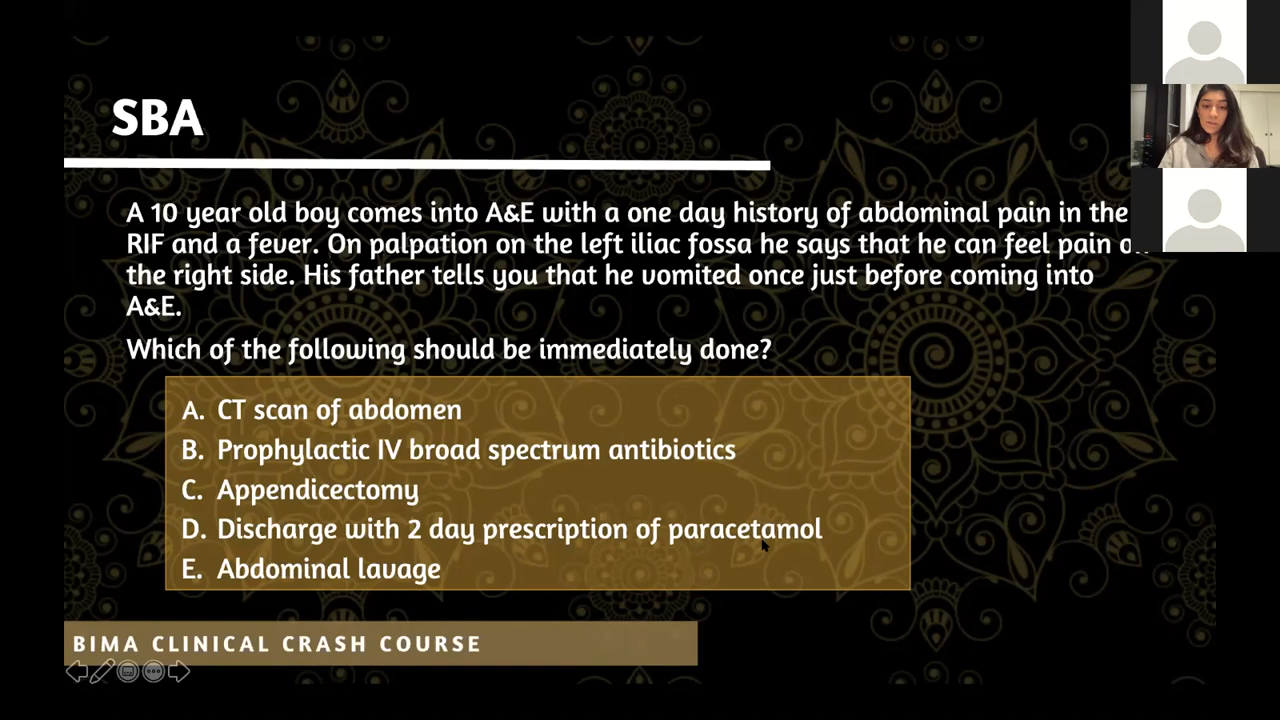 SBA
A 10 year old boy comes into A&E with a one day history of abdominal pain in the
RIF and a fever. On palpation on the left iliac fossa he says that he can feel pain
the right side. His father tells you that he vomited once just before coming into
A&E.
Which of the following should be immediately done?
A. CT scan of abdomen
B. Prophylactic IV broad spectrum antibiotics
C. Appendicectomy
D. Discharge with 2 day prescription of paracetamol
E. Abdominal lavage
BIMA CLINICAL CRASH COURSE